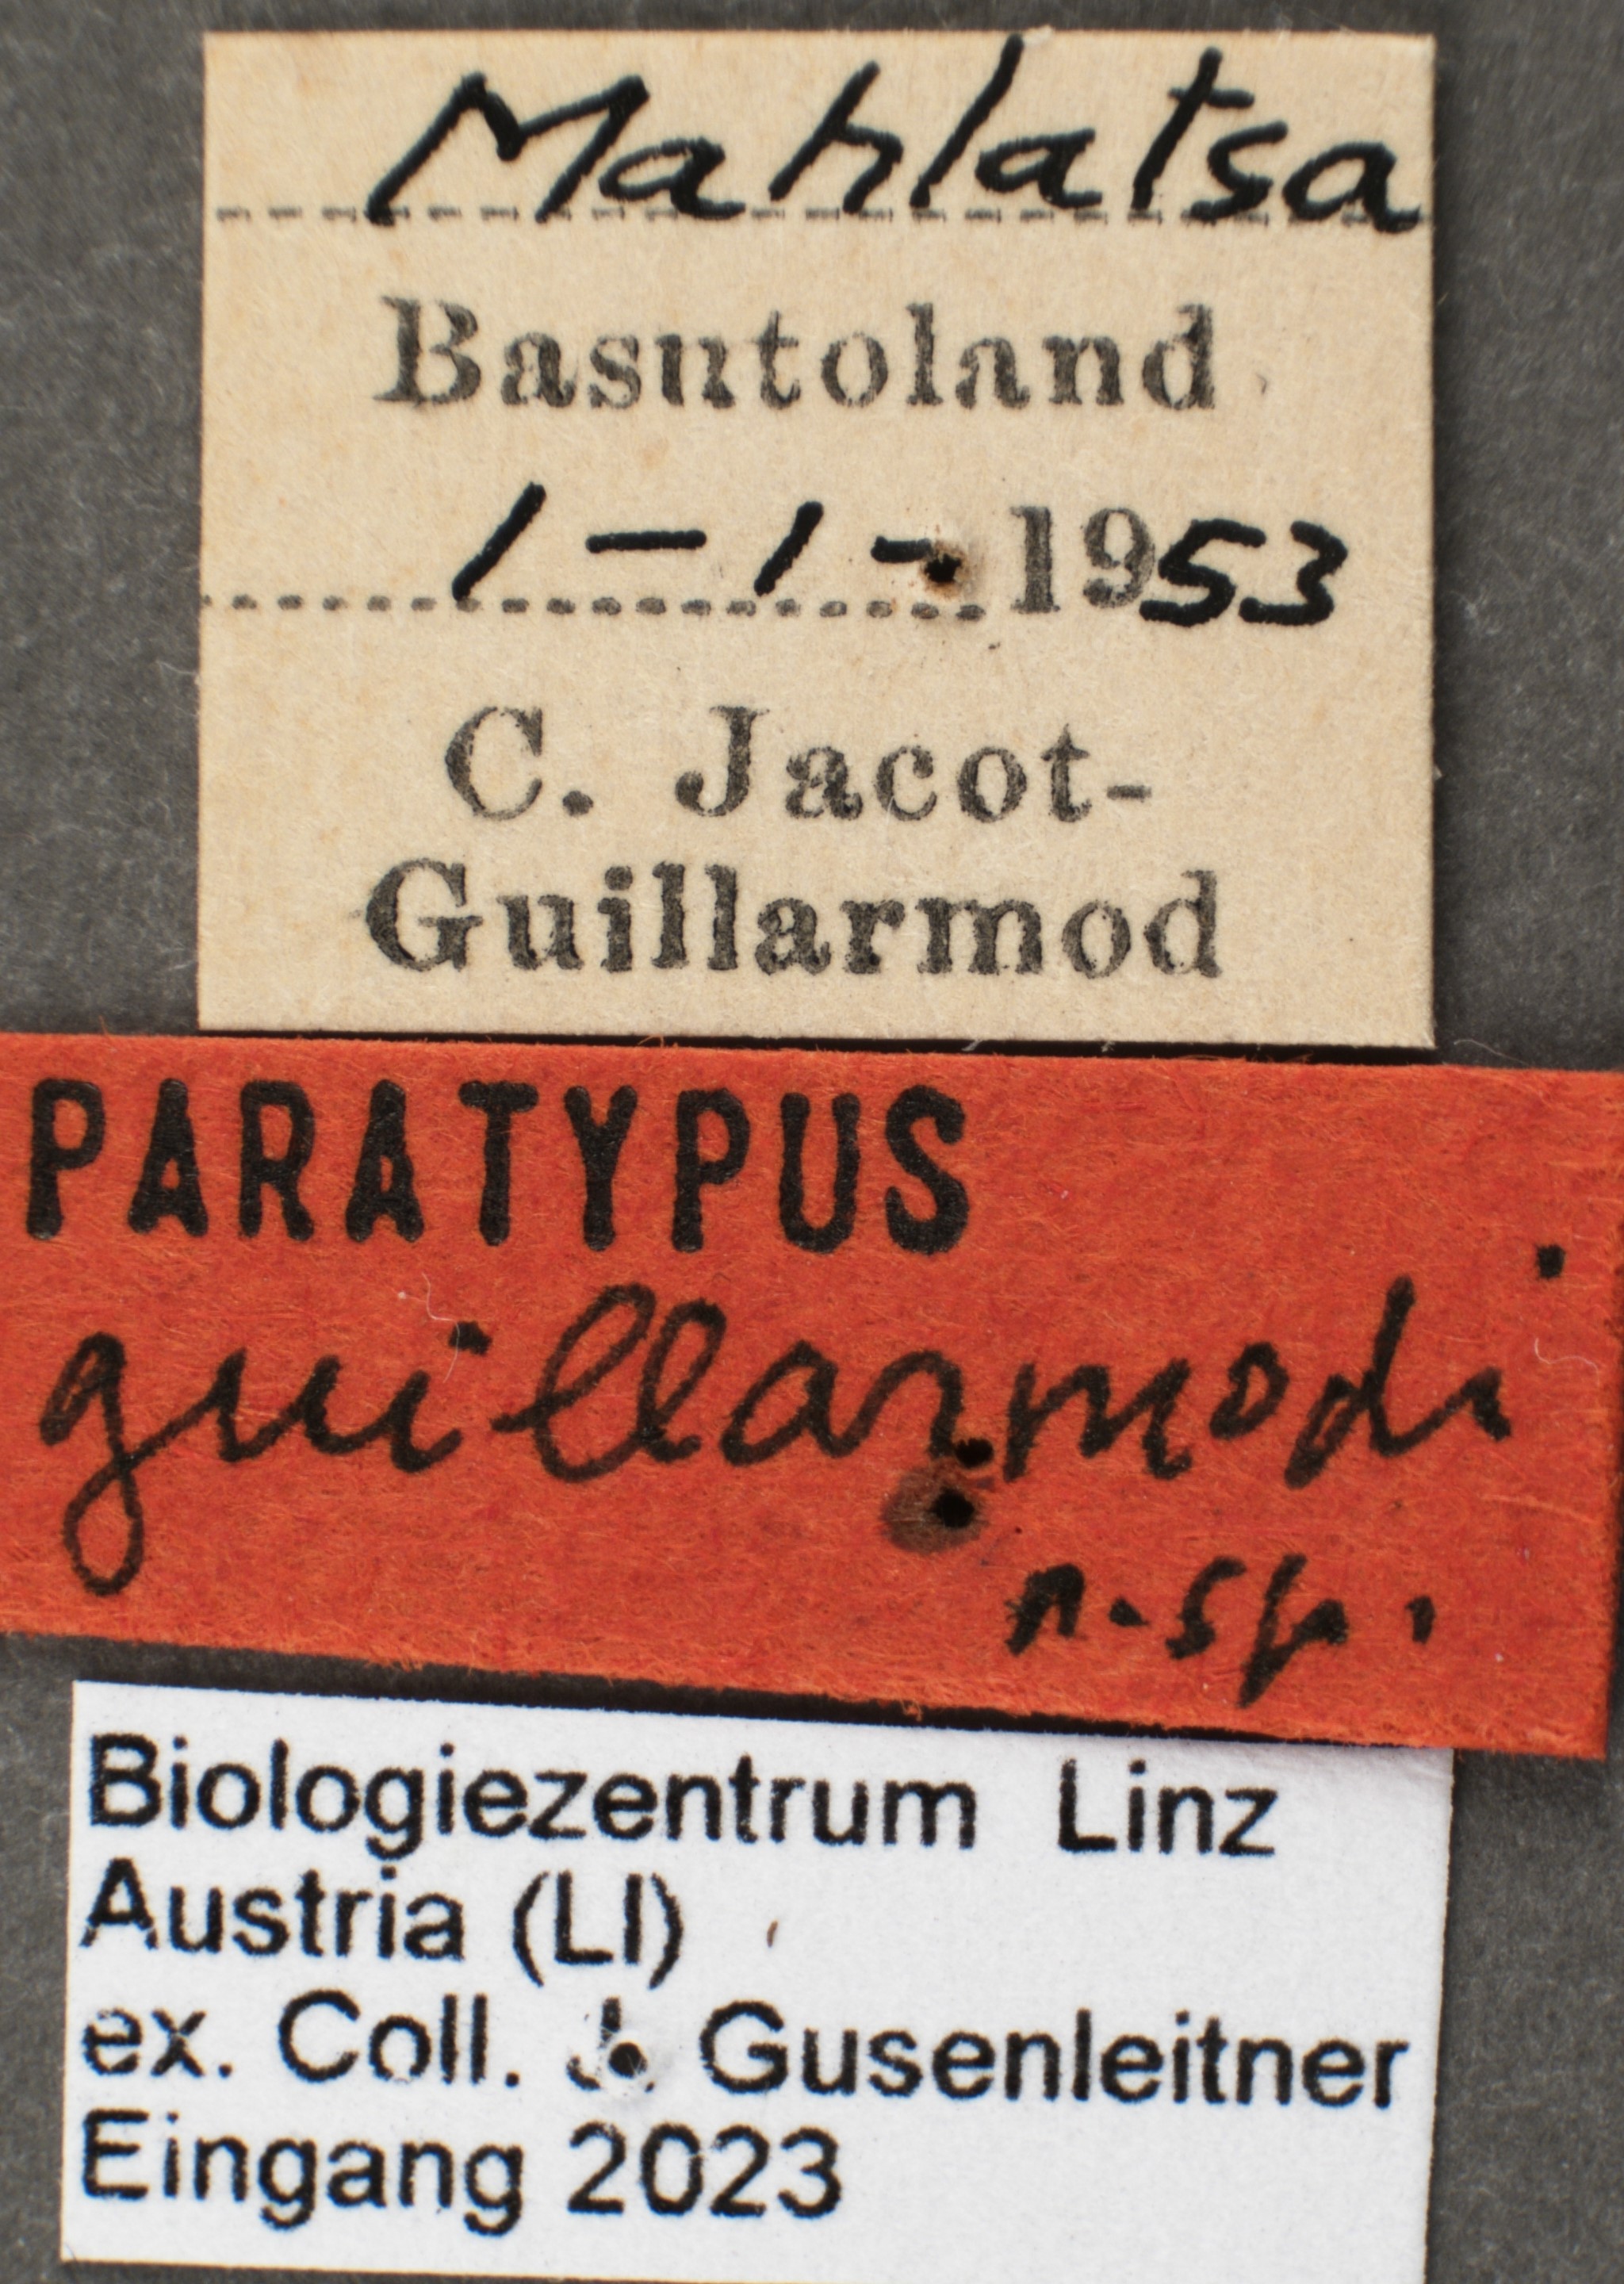 Mahlatsa
Basutoland
1-1-1953
C. Jacot-
Guillarmod
PARATYPUS
guillarmodi
n.sp.
Biologiezentrum Linz
Austria (LI)
ex. Coll. J. Gusenleitner
Eingang 2023